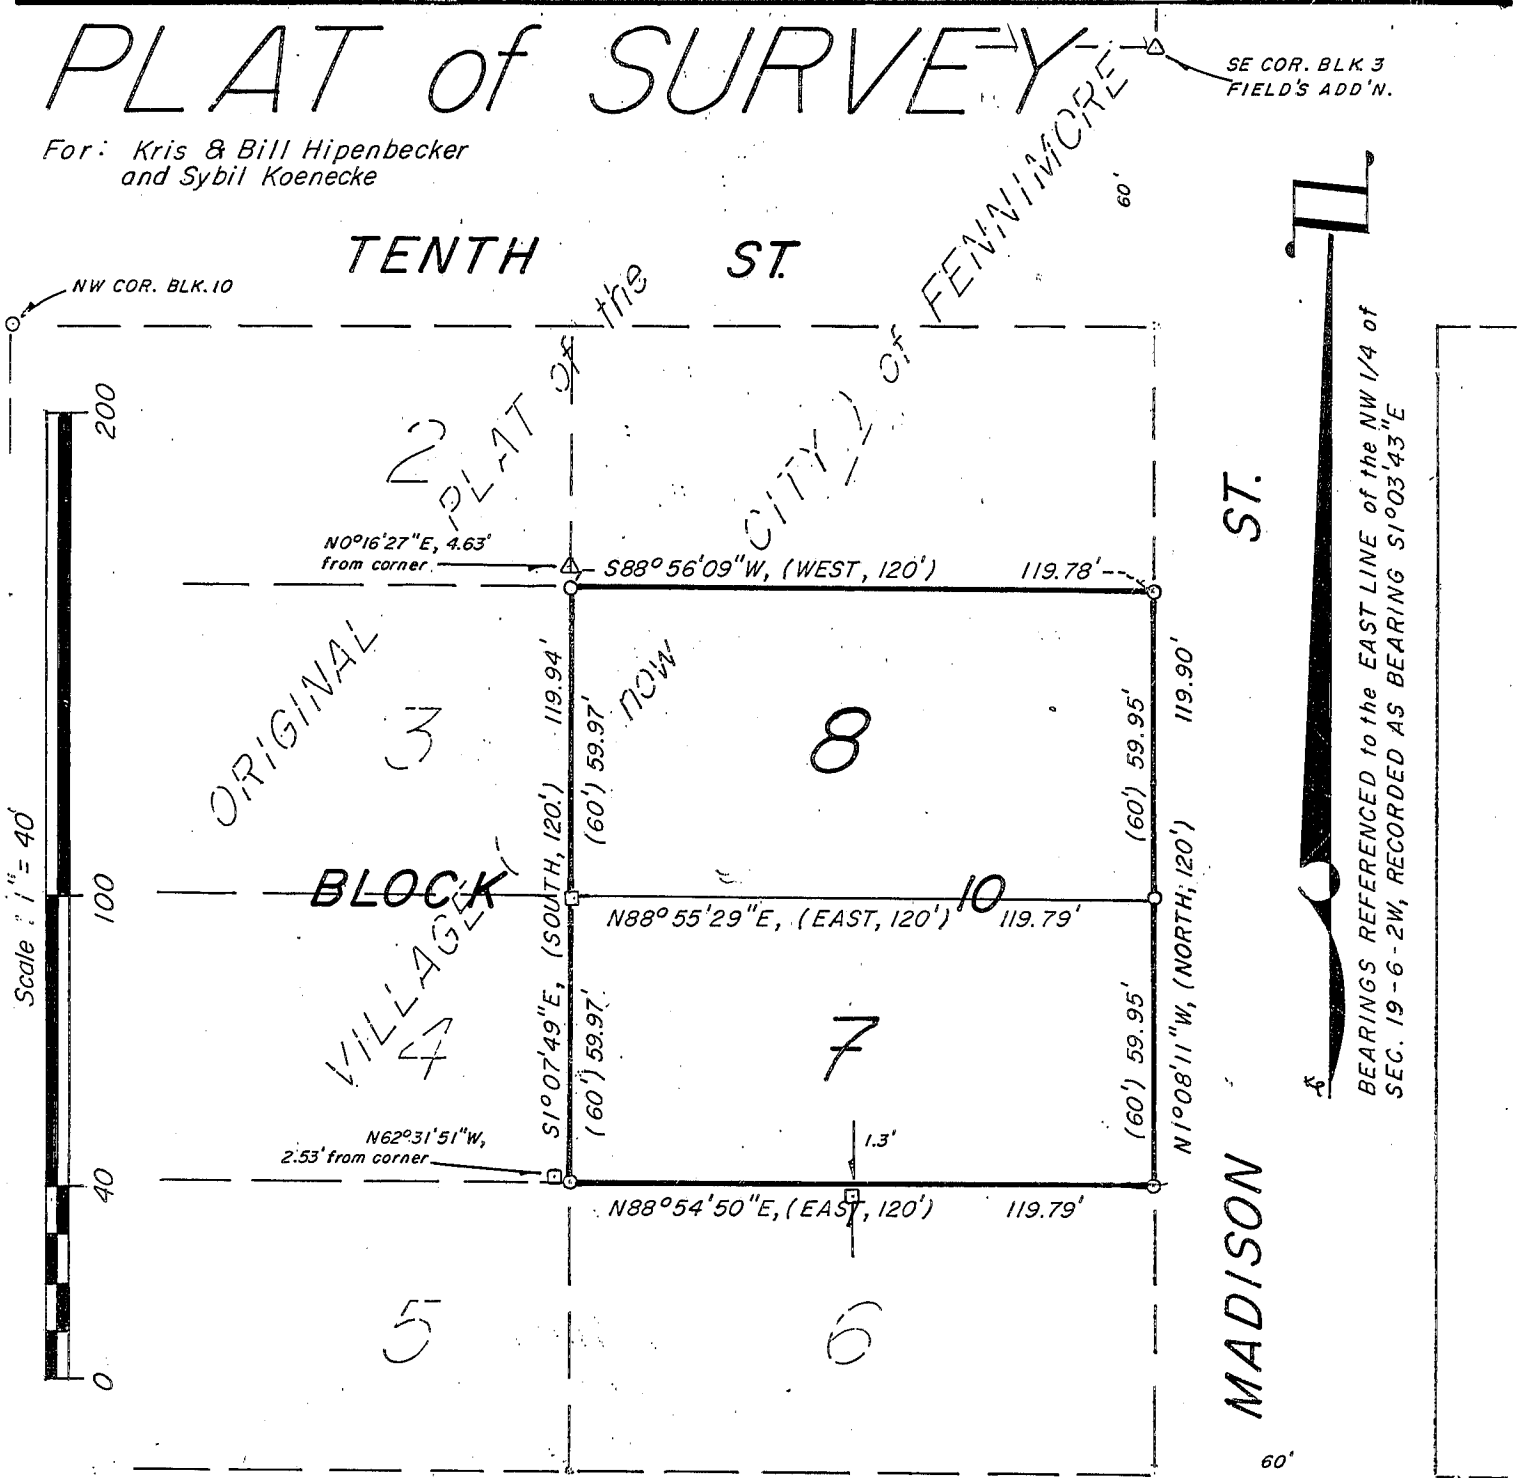 PLAT of SURVEY
SE COR. BLK 3
FIELD'S ADD'N.
For: Kris & Bill Hipenbecker
and Sybil Koenecke
60'
TENTH ST.
NW COR. BLK. 10
ORIGINAL PLAT of the
VILLAGE, now CITY of FENNIMORE
200
100
40
0
Scale : 1" = 40'
2
1
N0°16'27"E, 4.63'
from corner
S88°56'09"W, (WEST, 120')
119.78'
3
8
119.94'
(60') 59.97'
(60') 59.95'
119.90'
S1°07'49"E, (SOUTH, 120')
N1°08'11"W, (NORTH, 120')
BLOCK 10
N88°55'29"E, (EAST, 120')
119.79'
4
7
(60') 59.97'
(60') 59.95'
N62°31'51"W,
2.53' from corner
1.3'
N88°54'50"E, (EAST, 120')
119.79'
5
6
MADISON ST.
60'
BEARINGS REFERENCED to the EAST LINE of the NW 1/4 of
SEC. 19-6-2W, RECORDED AS BEARING S1°03'43"E